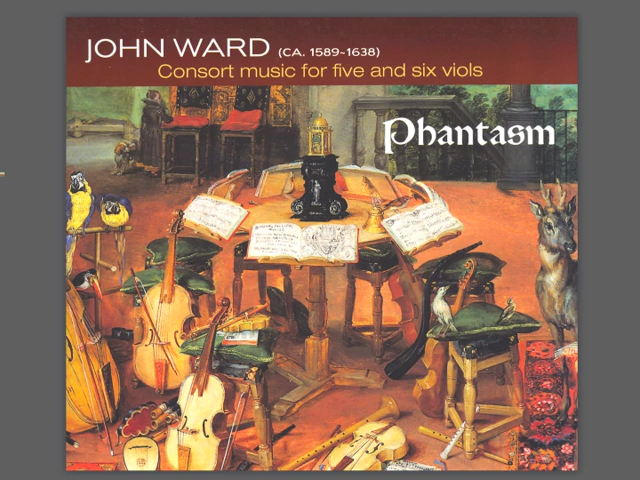 JOHN WARD (CA. 1589~1638)
Consort music for five and six viols
Phantasm